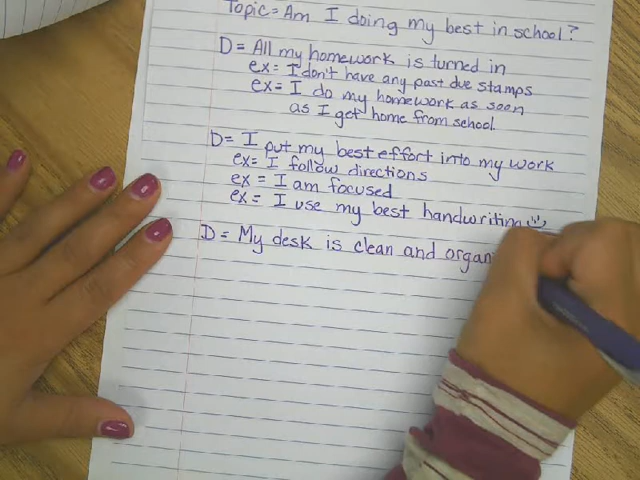 Topic = Am I doing my best in school?
D = All my homework is turned in
ex = I don't have any past due stamps
ex = I do my homework as soon
as I get home from school.
D = I put my best effort into my work
ex = I follow directions
ex = I am focused
ex = I use my best handwriting
D = My desk is clean and organ